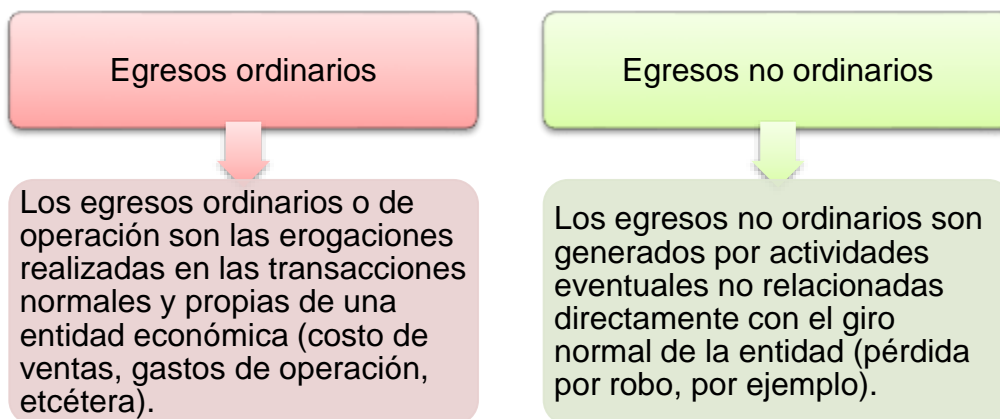 Egresos ordinarios
Los egresos ordinarios o de
operación son las erogaciones
realizadas en las transacciones
normales y propias de una
entidad económica (costo de
ventas, gastos de operación,
etcétera).
Egresos no ordinarios
Los egresos no ordinarios son
generados por actividades
eventuales no relacionadas
directamente con el giro
normal de la entidad (pérdida
por robo, por ejemplo).